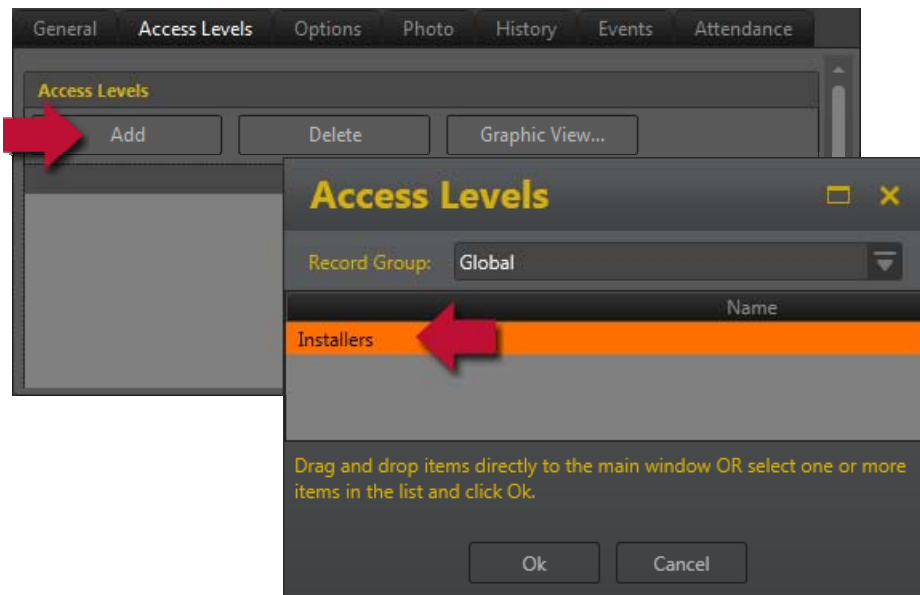 General Access Levels Options Photo History Events Attendance
Access Levels
Add Delete Graphic View...
Access Levels
Record Group: Global
Name
Installers
Drag and drop items directly to the main window OR select one or more
items in the list and click Ok.
Ok Cancel